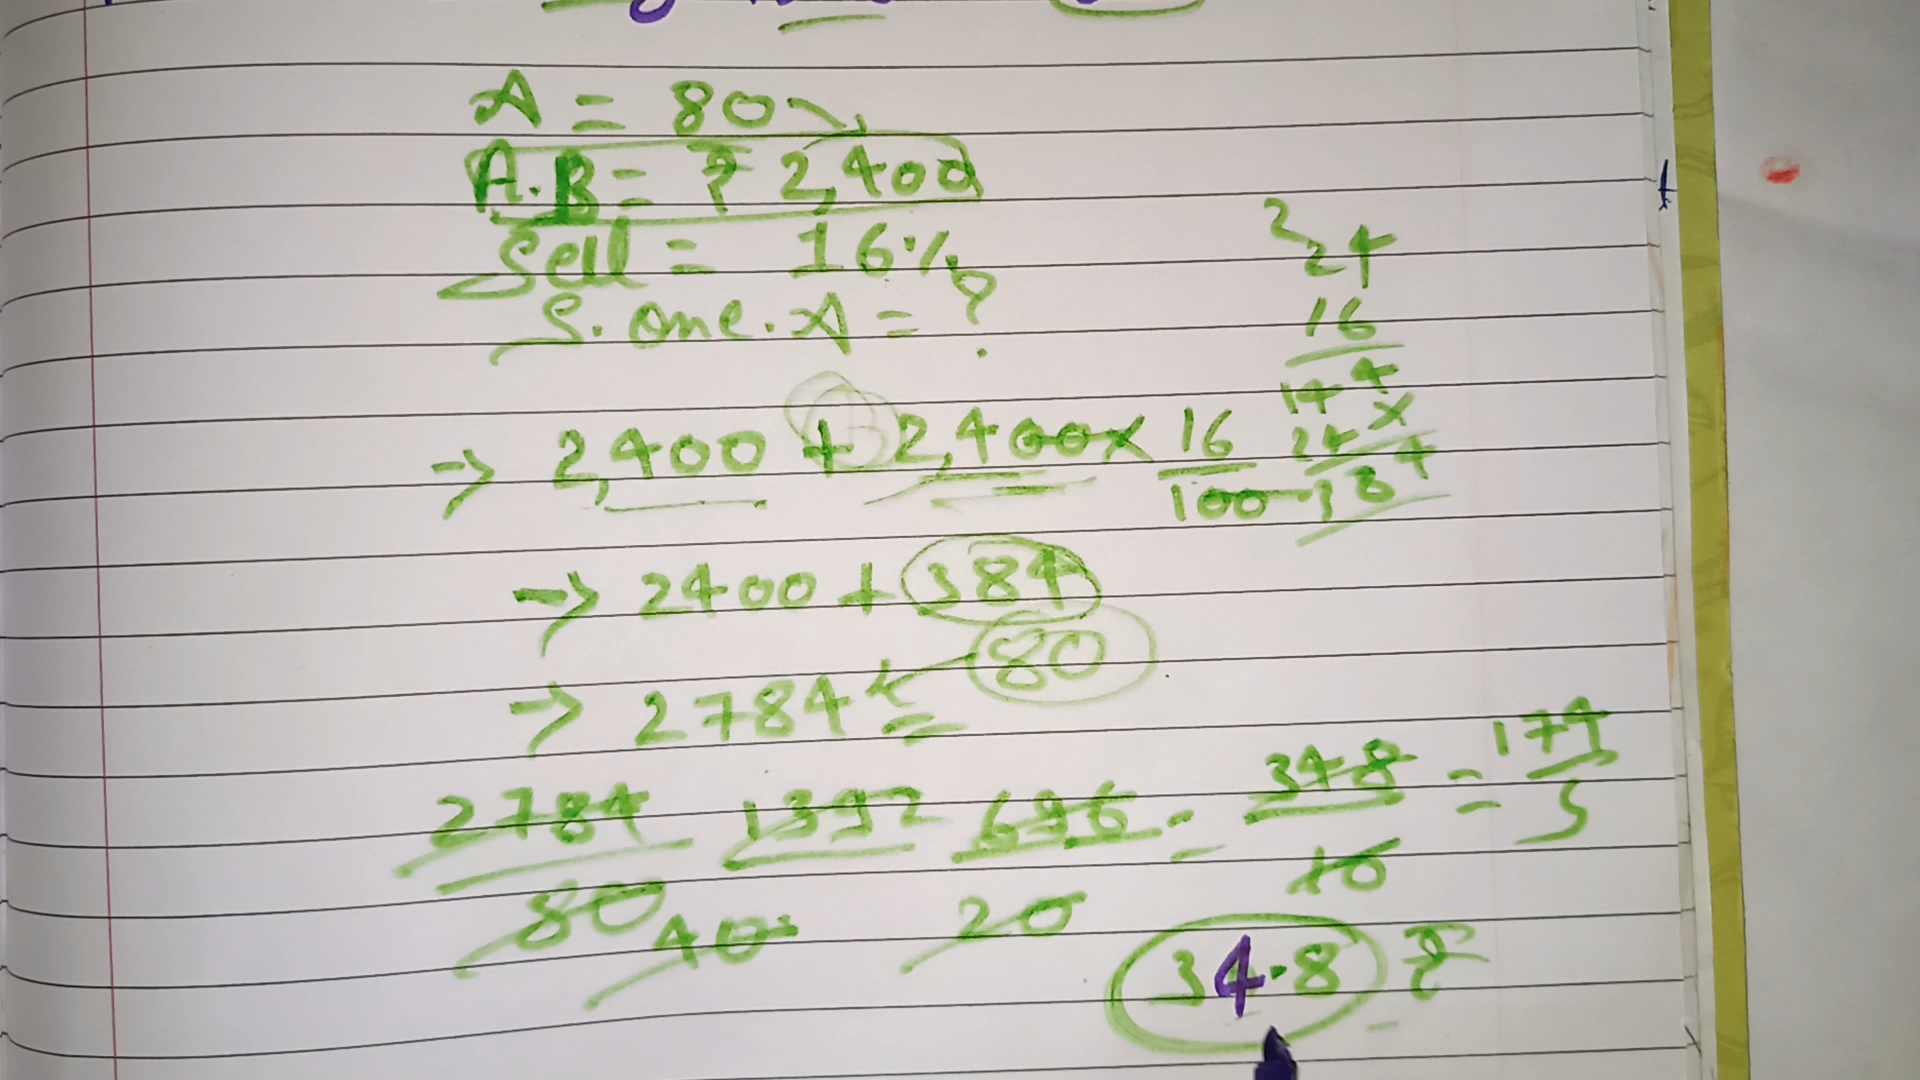 A = 80
A.B = ₹ 2,400
Sell = 16%
S. one. A = ?
24
16
144
24×
384
→ 2,400 + 2,400 × 16/100
→ 2400 + 384
80
→ 2784
2784/80 1392/40 696/20 = 348/10 = 174/5
34.8 ₹